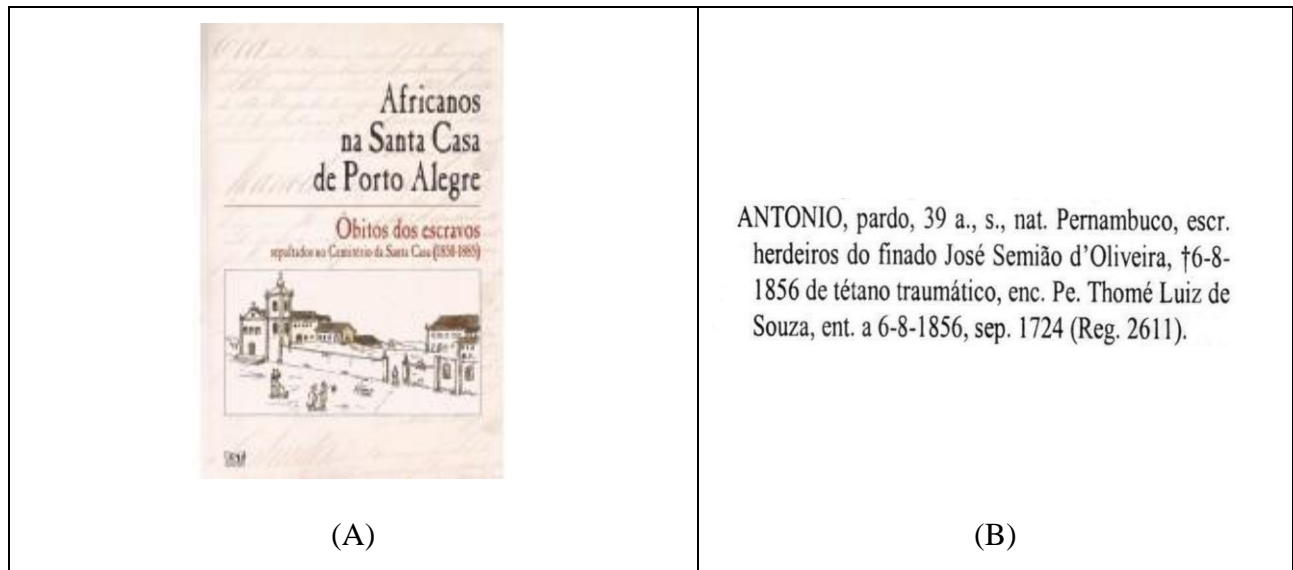 Africanos
na Santa Casa
de Porto Alegre
Óbitos dos escravos
sepultados no Cemitério da Santa Casa (1850-1885)
(A)
ANTONIO, pardo, 39 a., s., nat. Pernambuco, escr.
herdeiros do finado José Semião d'Oliveira, †6-8-
1856 de tétano traumático, enc. Pe. Thomé Luiz de
Souza, ent. a 6-8-1856, sep. 1724 (Reg. 2611).
(B)